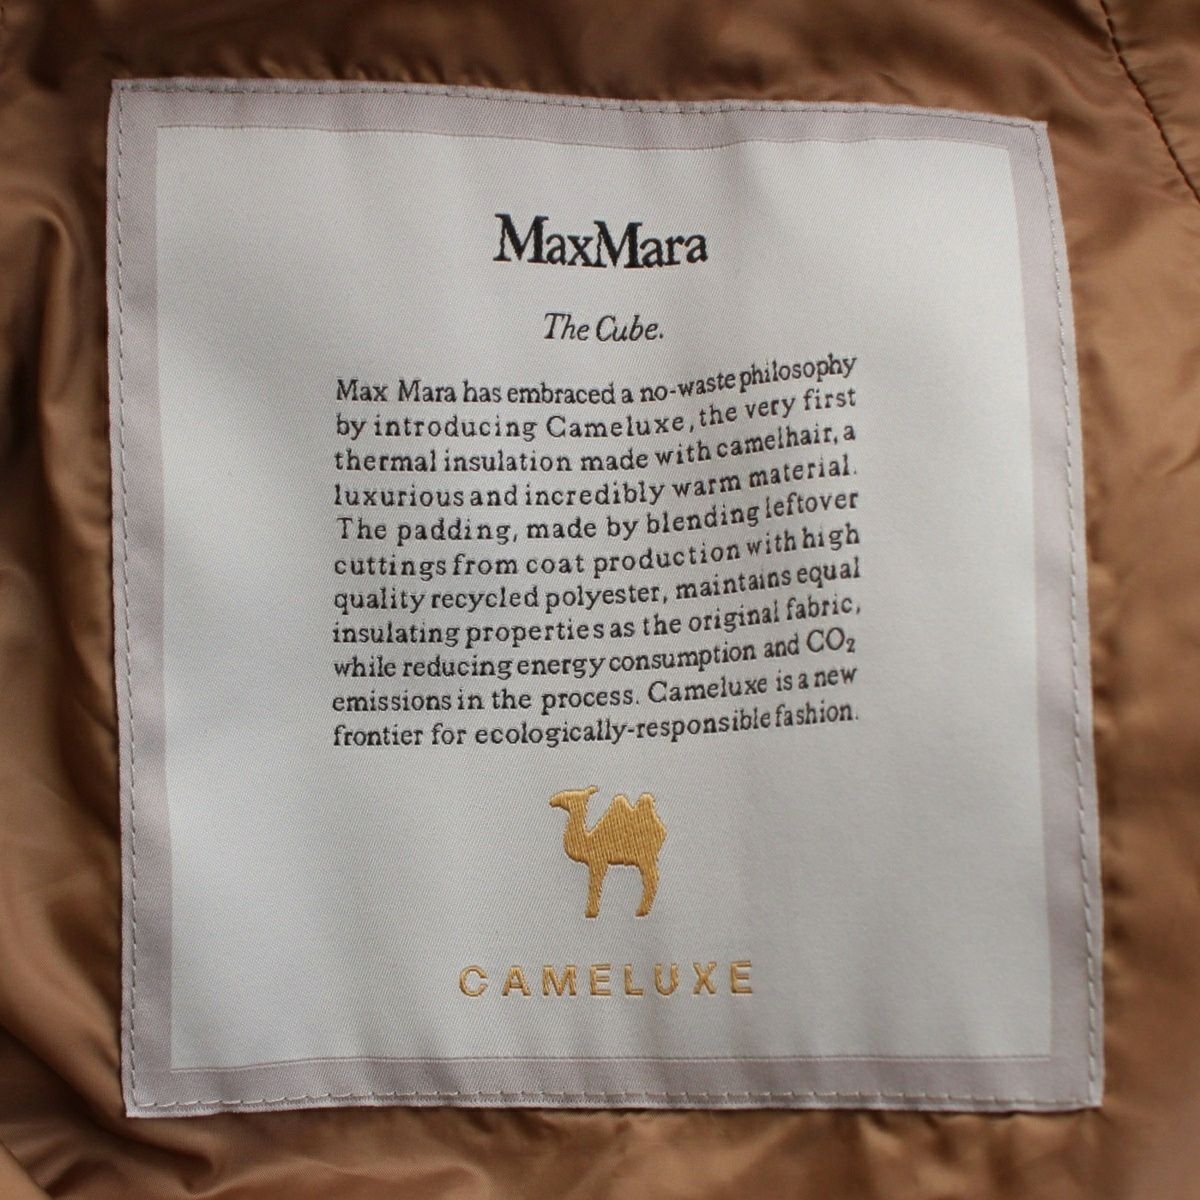 MaxMara
The Cube.
Max Mara has embraced a no-waste philosophy
by introducing Cameluxe, the very first
thermal insulation made with camelhair, a
luxurious and incredibly warm material.
The padding, made by blending leftover
cuttings from coat production with high
quality recycled polyester, maintains equal
insulating properties as the original fabric,
while reducing energy consumption and CO₂
emissions in the process. Cameluxe is a new
frontier for ecologically-responsible fashion.
CAMELUXE